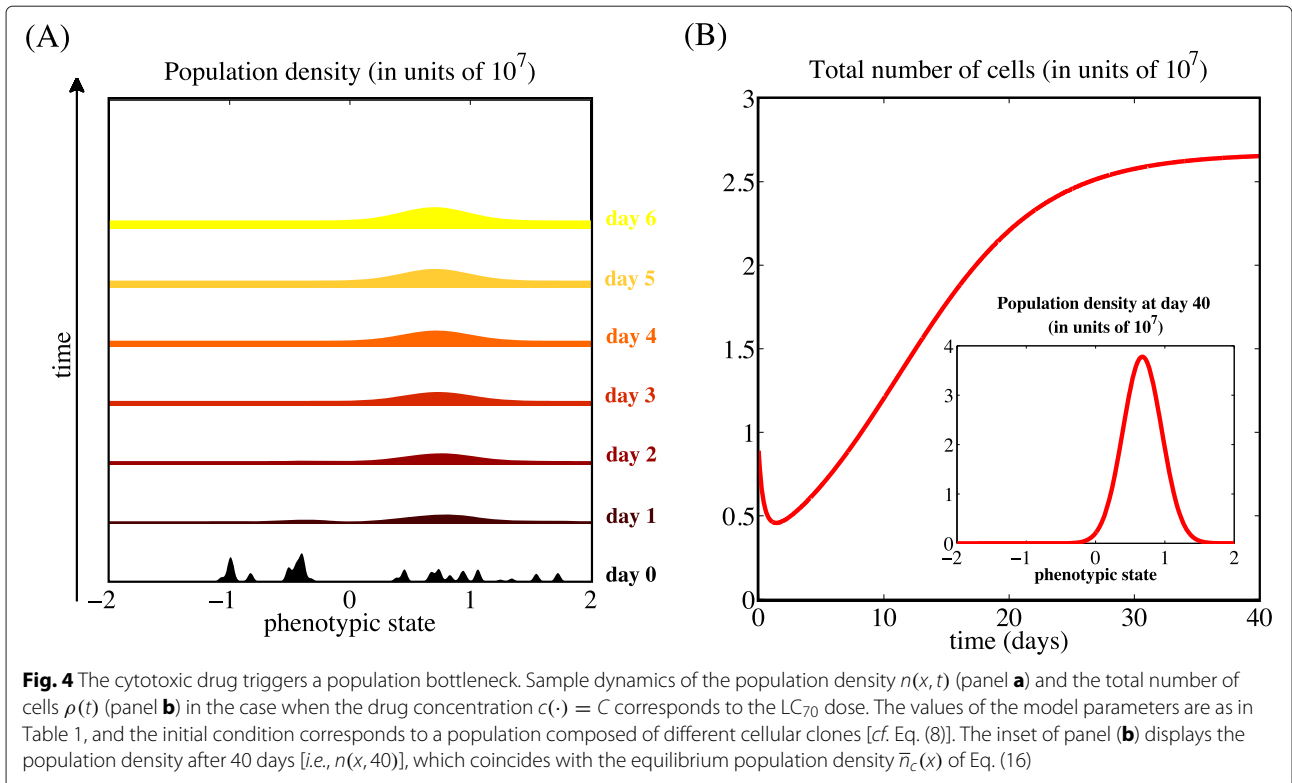 (A)
Population density (in units of 10^7)
time
day 6
day 5
day 4
day 3
day 2
day 1
day 0
−2
−1
0
1
2
phenotypic state
(B)
Total number of cells (in units of 10^7)
3
2.5
2
1.5
1
0.5
0
0
10
20
30
40
time (days)
Population density at day 40
(in units of 10^7)
4
3
2
1
0
−2
−1
0
1
2
phenotypic state
Fig. 4 The cytotoxic drug triggers a population bottleneck. Sample dynamics of the population density n(x, t) (panel a) and the total number of
cells ρ(t) (panel b) in the case when the drug concentration c(·) = C corresponds to the LC₇₀ dose. The values of the model parameters are as in
Table 1, and the initial condition corresponds to a population composed of different cellular clones [cf. Eq. (8)]. The inset of panel (b) displays the
population density after 40 days [i.e., n(x, 40)], which coincides with the equilibrium population density n̅_c(x) of Eq. (16)